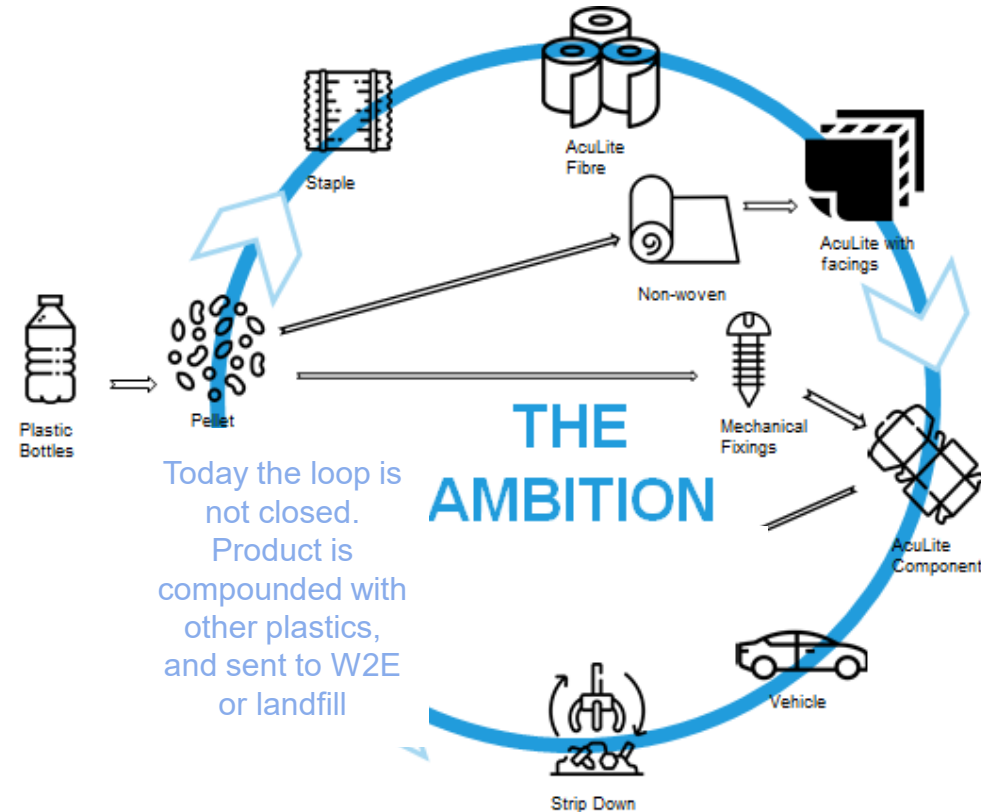 AcuLite
Fibre
Staple
AcuLite with
facings
Non-woven
Plastic
Bottles
Pellet
Mechanical
Fixings
THE
AMBITION
Today the loop is
not closed.
Product is
compounded with
other plastics,
and sent to W2E
or landfill
AcuLite
Component
Vehicle
Strip Down